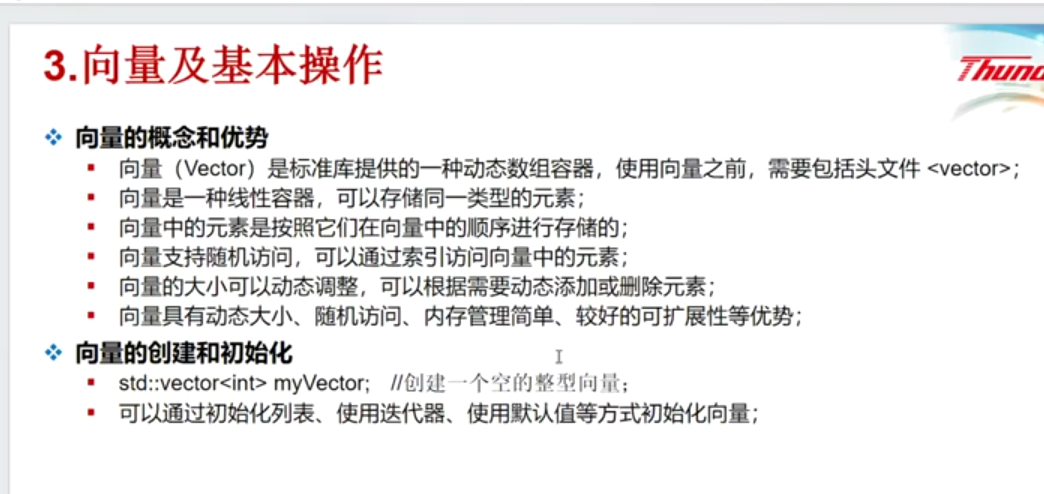 3.向量及基本操作
Thund
向量的概念和优势
向量（Vector）是标准库提供的一种动态数组容器，使用向量之前，需要包括头文件 <vector>；
向量是一种线性容器，可以存储同一类型的元素；
向量中的元素是按照它们在向量中的顺序进行存储的；
向量支持随机访问，可以通过索引访问向量中的元素；
向量的大小可以动态调整，可以根据需要动态添加或删除元素；
向量具有动态大小、随机访问、内存管理简单、较好的可扩展性等优势；
向量的创建和初始化
std::vector<int> myVector; //创建一个空的整型向量；
可以通过初始化列表、使用迭代器、使用默认值等方式初始化向量；